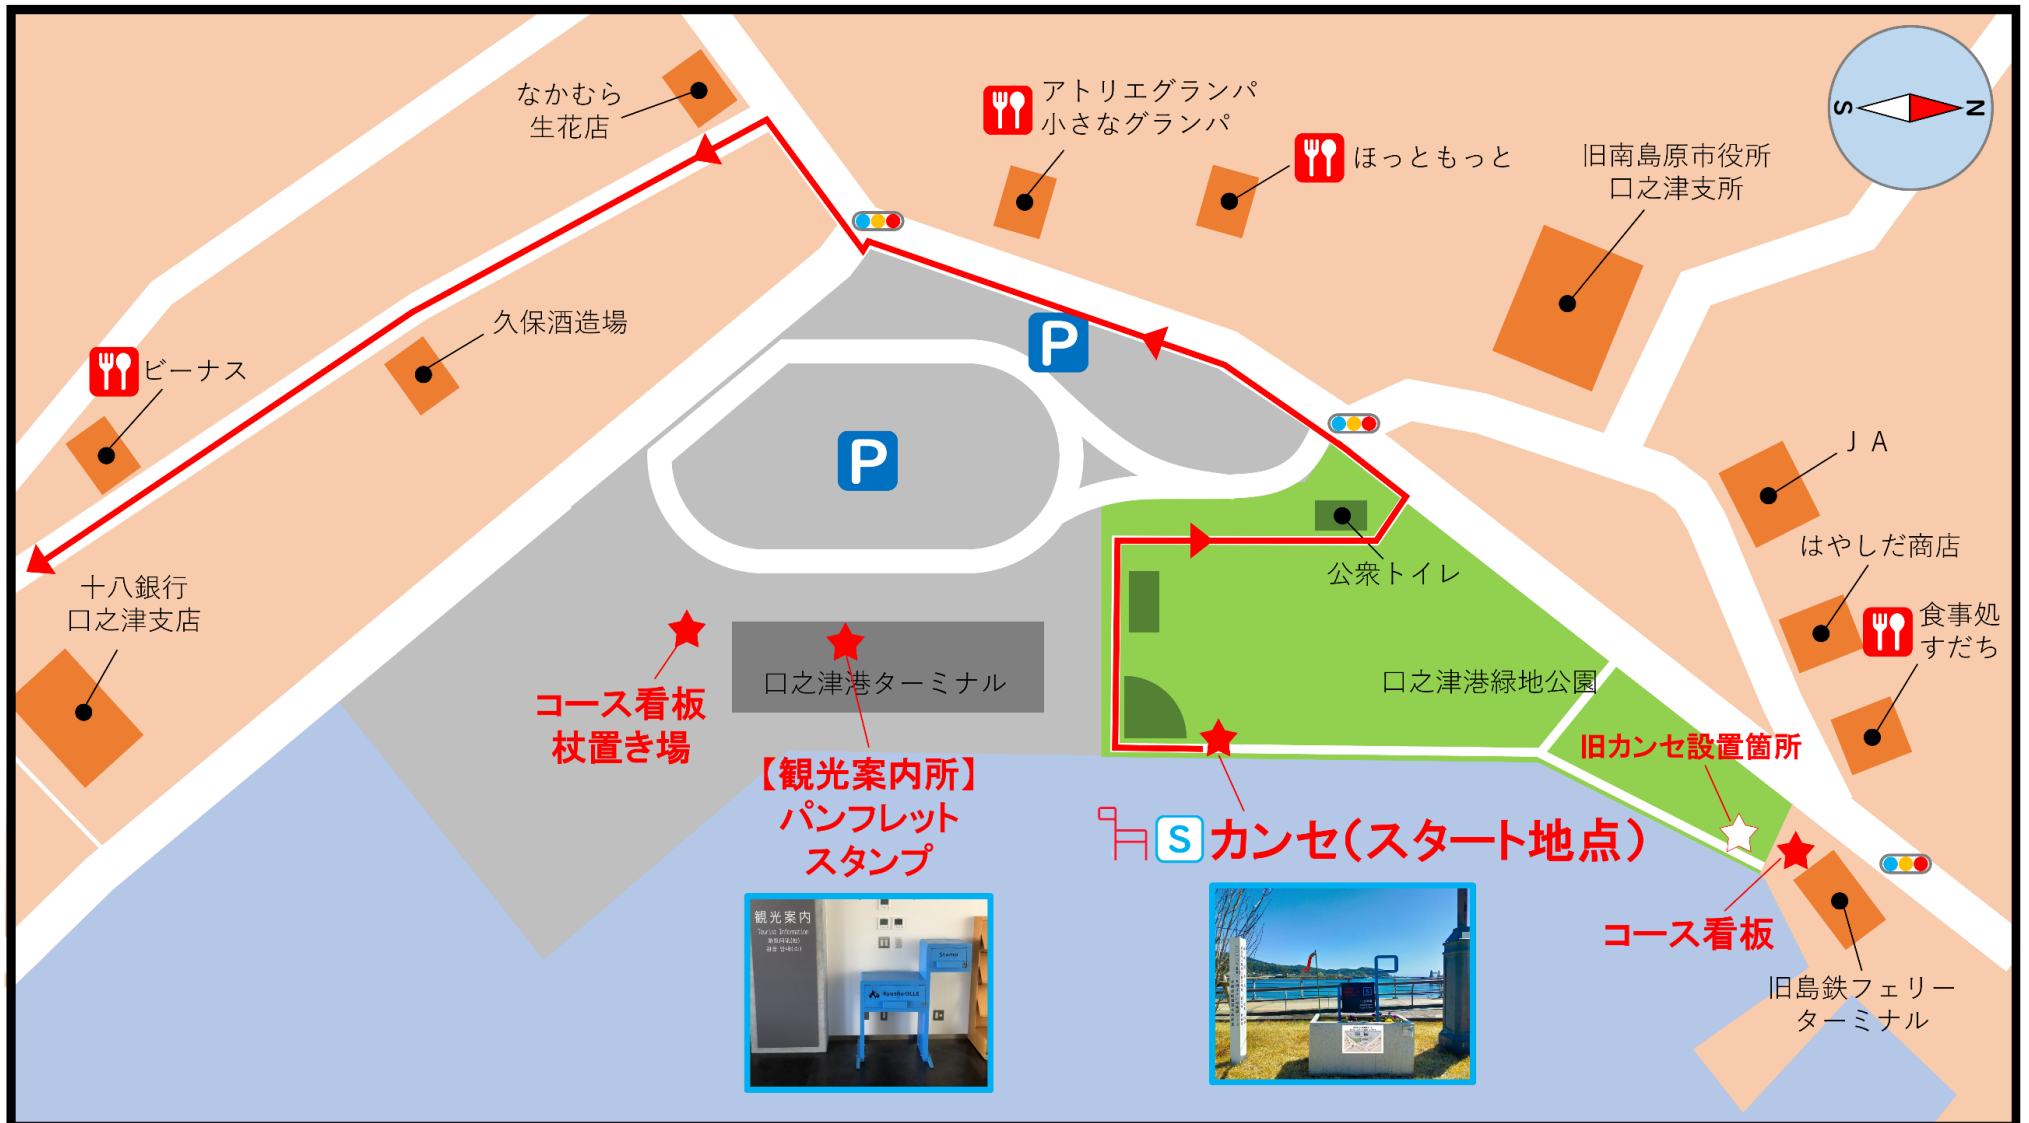 なかむら
生花店
アトリエグランパ
小さなグランパ
ほっともっと
旧南島原市役所
口之津支所
S
N
久保酒造場
ビーナス
P
P
JA
はやしだ商店
食事処
すだち
公衆トイレ
十八銀行
口之津支店
口之津港ターミナル
口之津港緑地公園
コース看板
杖置き場
【観光案内所】
パンフレット
スタンプ
旧カンセ設置箇所
S カンセ(スタート地点)
コース看板
旧島鉄フェリー
ターミナル
観光案内
Tourist Information
Stamp
Kyushu OLLE